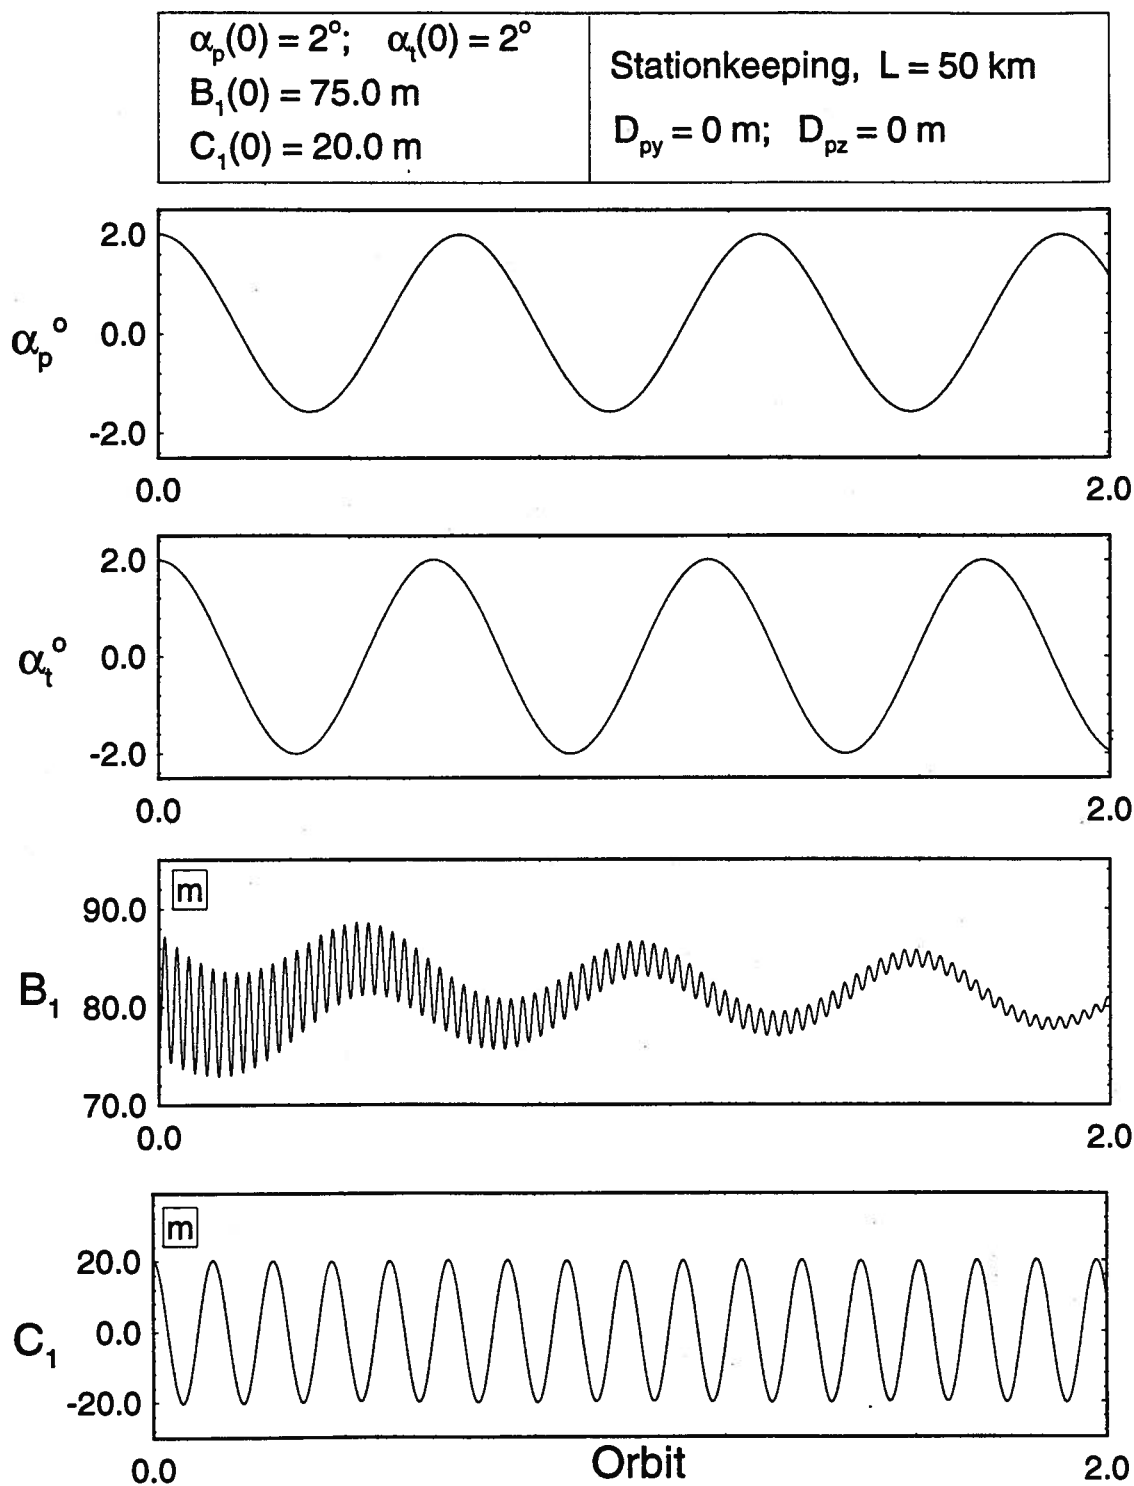 αp(0) = 2°; αt(0) = 2°
B1(0) = 75.0 m
C1(0) = 20.0 m
Stationkeeping, L = 50 km
Dpy = 0 m; Dpz = 0 m
2.0
αp° 0.0
-2.0
0.0 2.0
2.0
αt° 0.0
-2.0
0.0 2.0
m
90.0
B1 80.0
70.0
0.0 2.0
m
20.0
C1 0.0
-20.0
0.0 Orbit 2.0